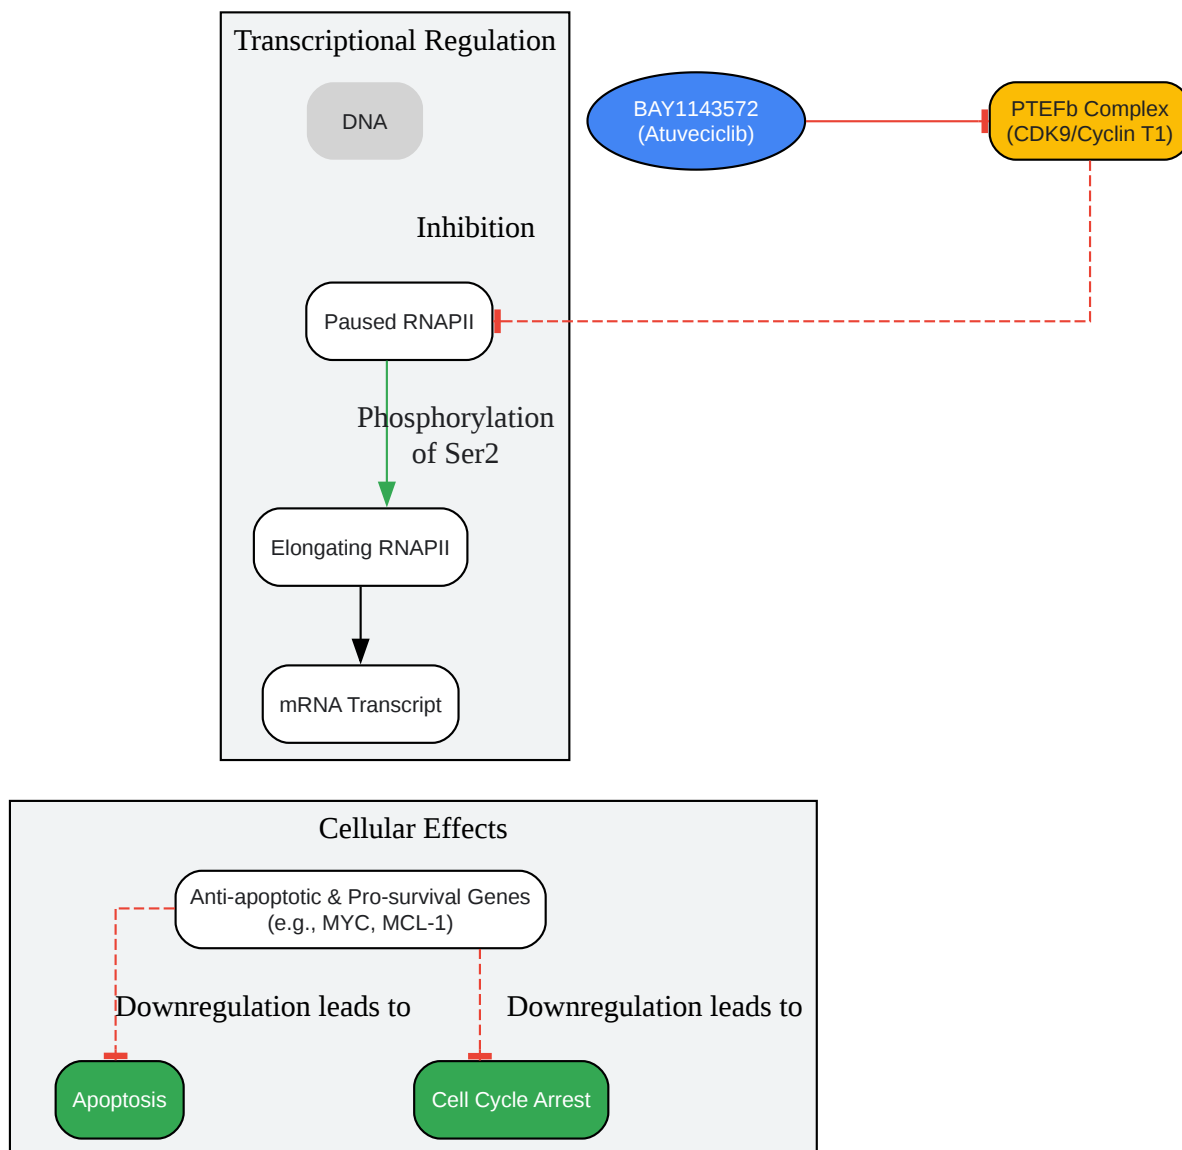 Transcriptional Regulation
DNA
BAY1143572
(Atuveciclib)
PTEFb Complex
(CDK9/Cyclin T1)
Inhibition
Paused RNAPII
Phosphorylation
of Ser2
Elongating RNAPII
mRNA Transcript
Cellular Effects
Anti-apoptotic & Pro-survival Genes
(e.g., MYC, MCL-1)
Downregulation leads to
Downregulation leads to
Apoptosis
Cell Cycle Arrest